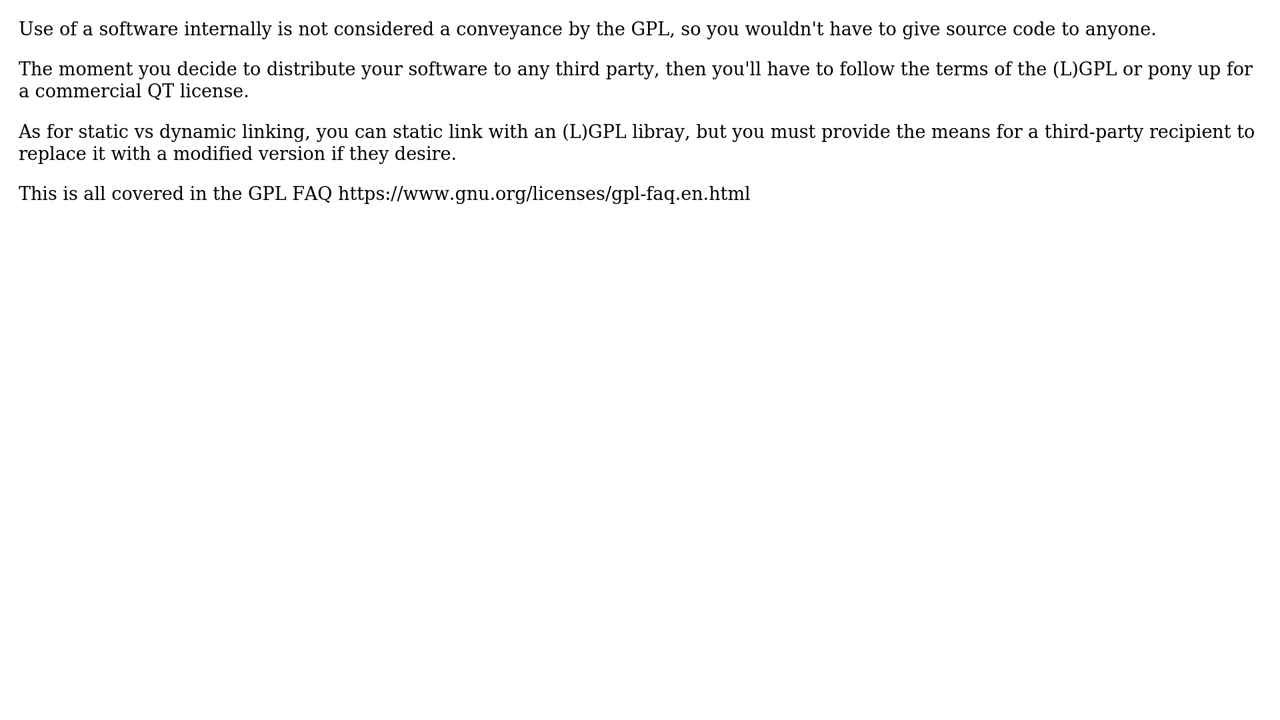 Use of a software internally is not considered a conveyance by the GPL, so you wouldn't have to give source code to anyone.
The moment you decide to distribute your software to any third party, then you'll have to follow the terms of the (L)GPL or pony up for
a commercial QT license.
As for static vs dynamic linking, you can static link with an (L)GPL libray, but you must provide the means for a third-party recipient to
replace it with a modified version if they desire.
This is all covered in the GPL FAQ https://www.gnu.org/licenses/gpl-faq.en.html